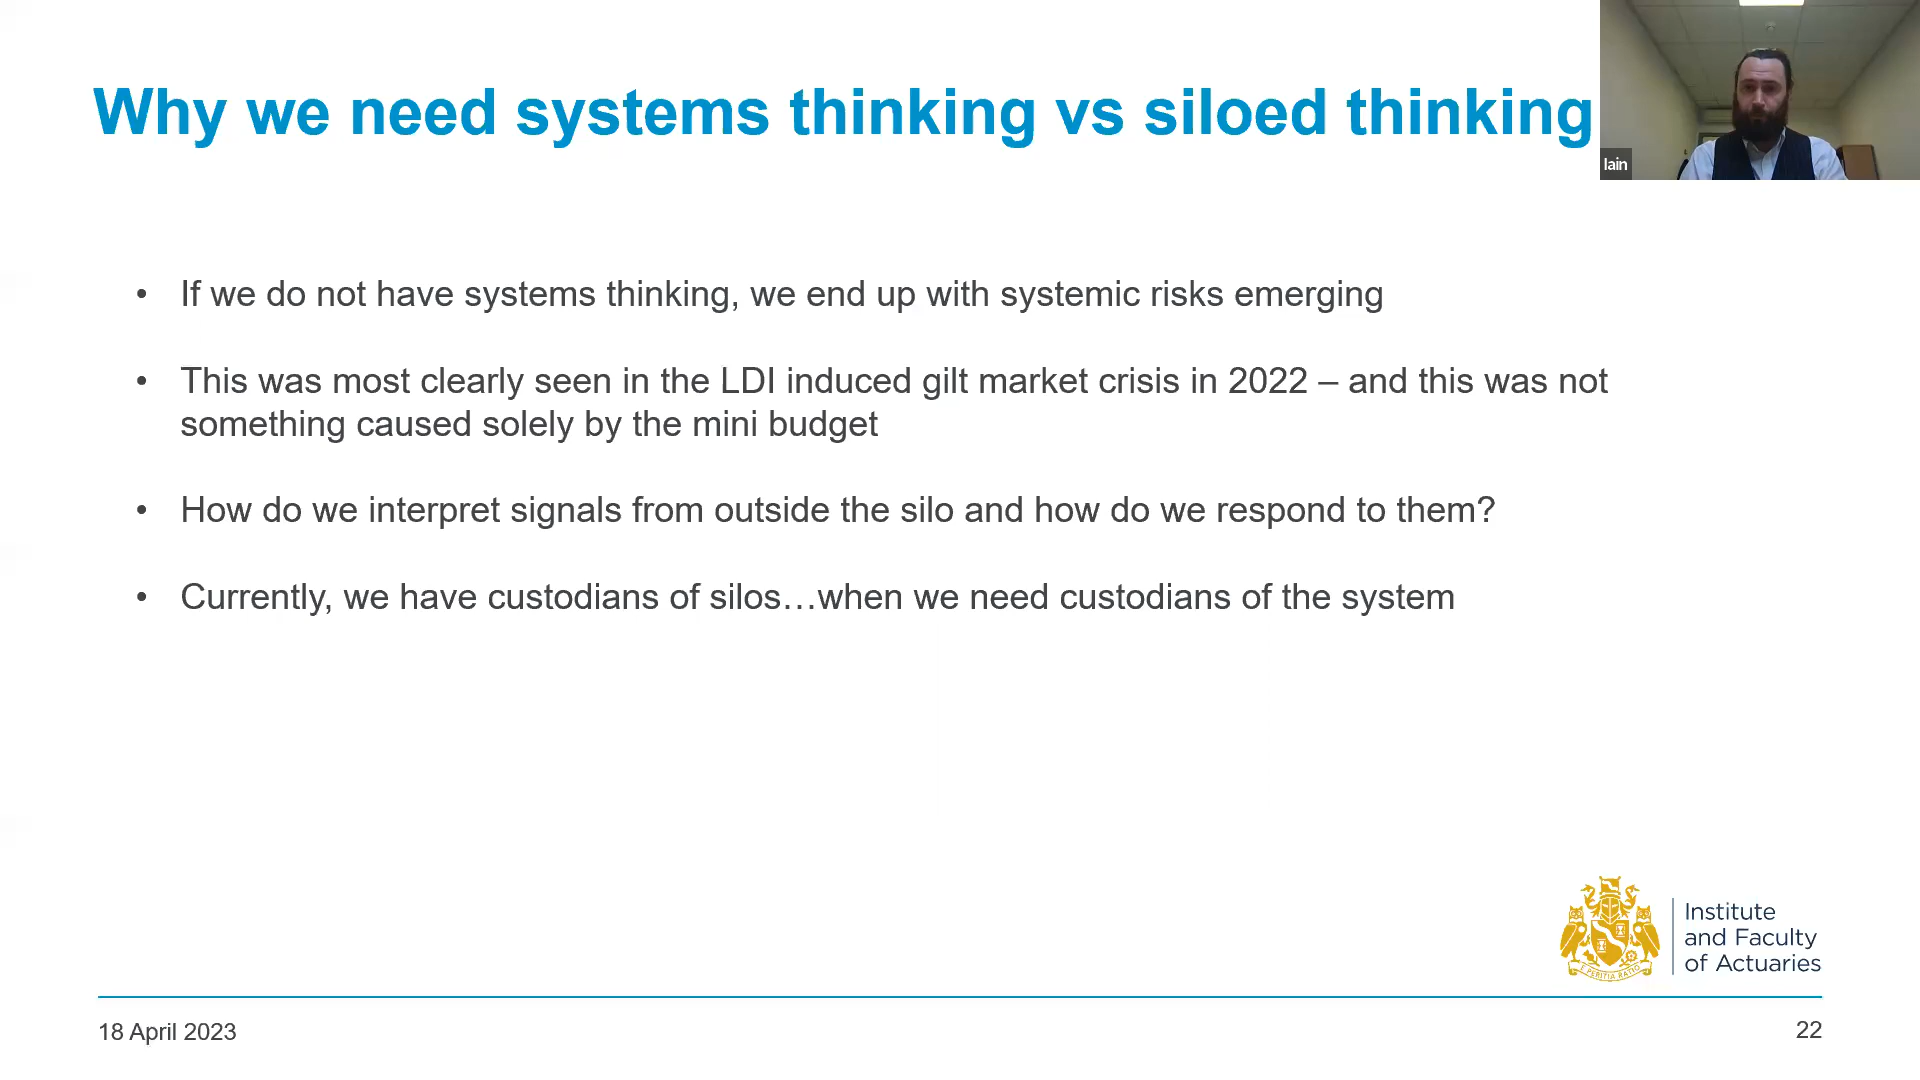 Why we need systems thinking vs siloed thinking
Iain
• If we do not have systems thinking, we end up with systemic risks emerging
• This was most clearly seen in the LDI induced gilt market crisis in 2022 – and this was not
something caused solely by the mini budget
• How do we interpret signals from outside the silo and how do we respond to them?
• Currently, we have custodians of silos…when we need custodians of the system
E PERITIA RATIO
Institute
and Faculty
of Actuaries
18 April 2023
22